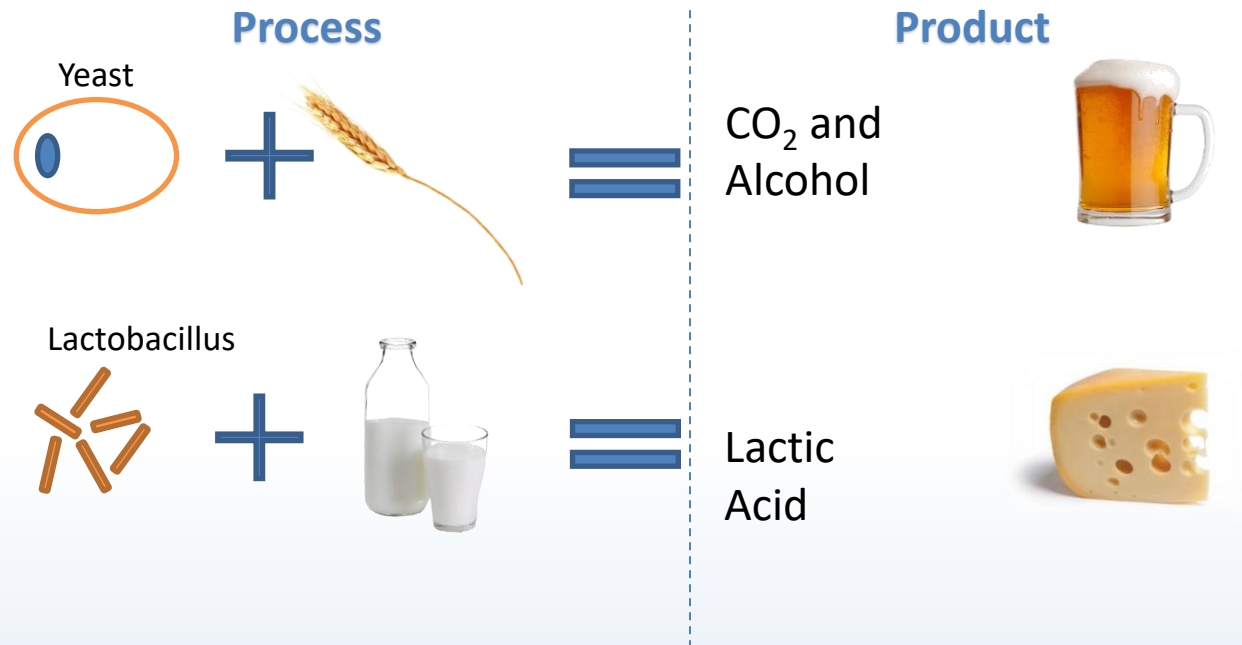 Process
Product
Yeast
CO₂ and
Alcohol
Lactobacillus
Lactic
Acid